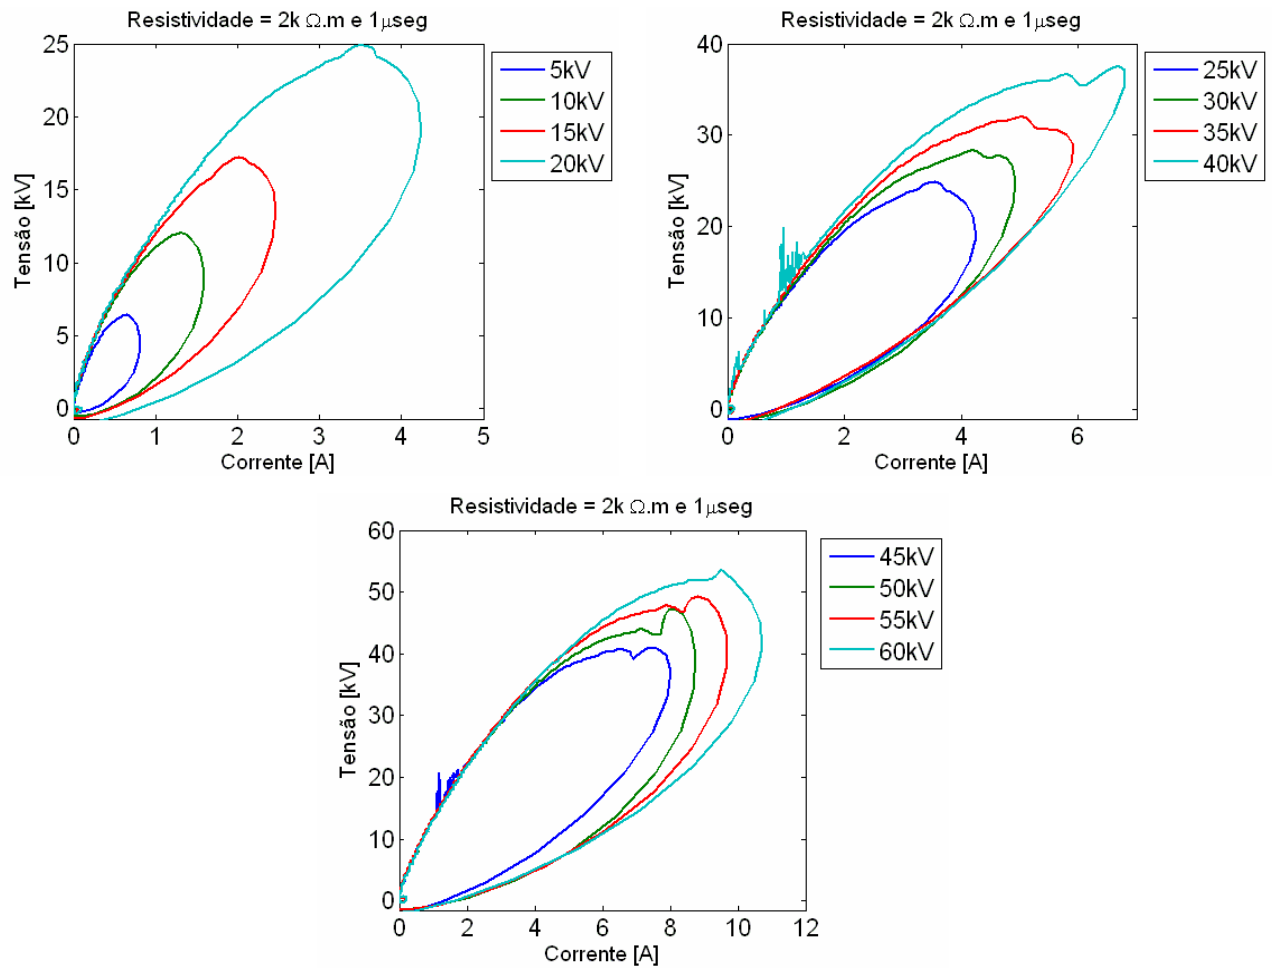 Resistividade = 2k Ω.m e 1μseg
Tensão [kV]
25
20
15
10
5
0
0 1 2 3 4 5
Corrente [A]
5kV
10kV
15kV
20kV
Resistividade = 2k Ω.m e 1μseg
Tensão [kV]
40
30
20
10
0
0 2 4 6
Corrente [A]
25kV
30kV
35kV
40kV
Resistividade = 2k Ω.m e 1μseg
Tensão [kV]
60
50
40
30
20
10
0
0 2 4 6 8 10 12
Corrente [A]
45kV
50kV
55kV
60kV